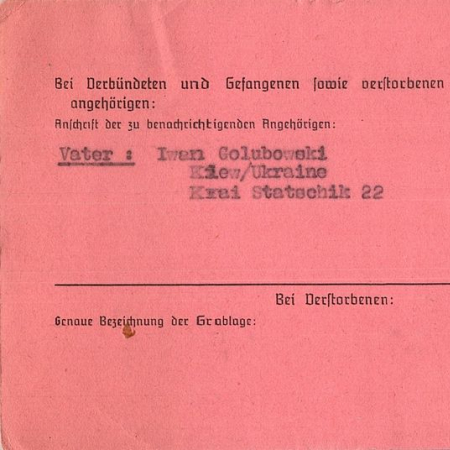 Bei Verbündeten und Gefangenen sowie verstorbenen
angehörigen:
Anschrift der zu benachrichtigenden Angehörigen:
Vater : Iwan Golubowski
Kiew/Ukraine
Krai Statschik 22
Bei Verstorbenen:
Genaue Bezeichnung der Grablage: